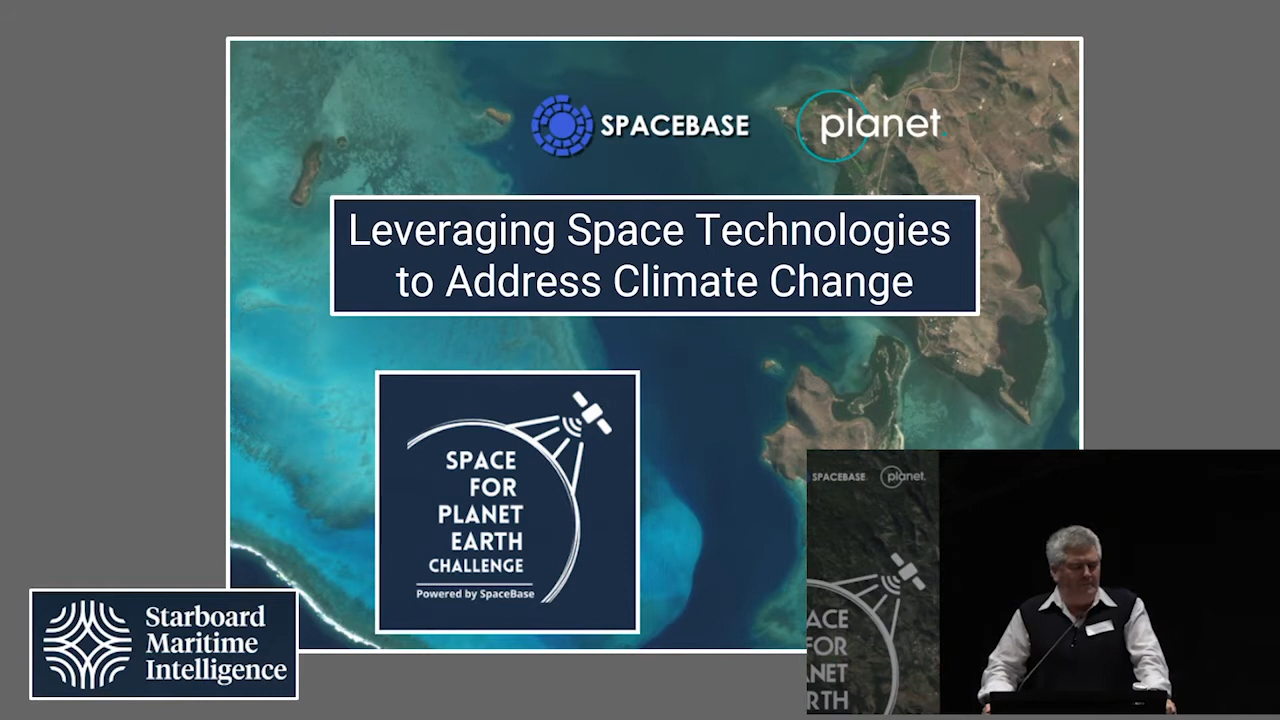 SPACEBASE
planet.
Leveraging Space Technologies
to Address Climate Change
SPACE
FOR
PLANET
EARTH
CHALLENGE
Powered by SpaceBase
Starboard
Maritime
Intelligence
SPACEBASE
planet.
ACE
FOR
ANET
RTH